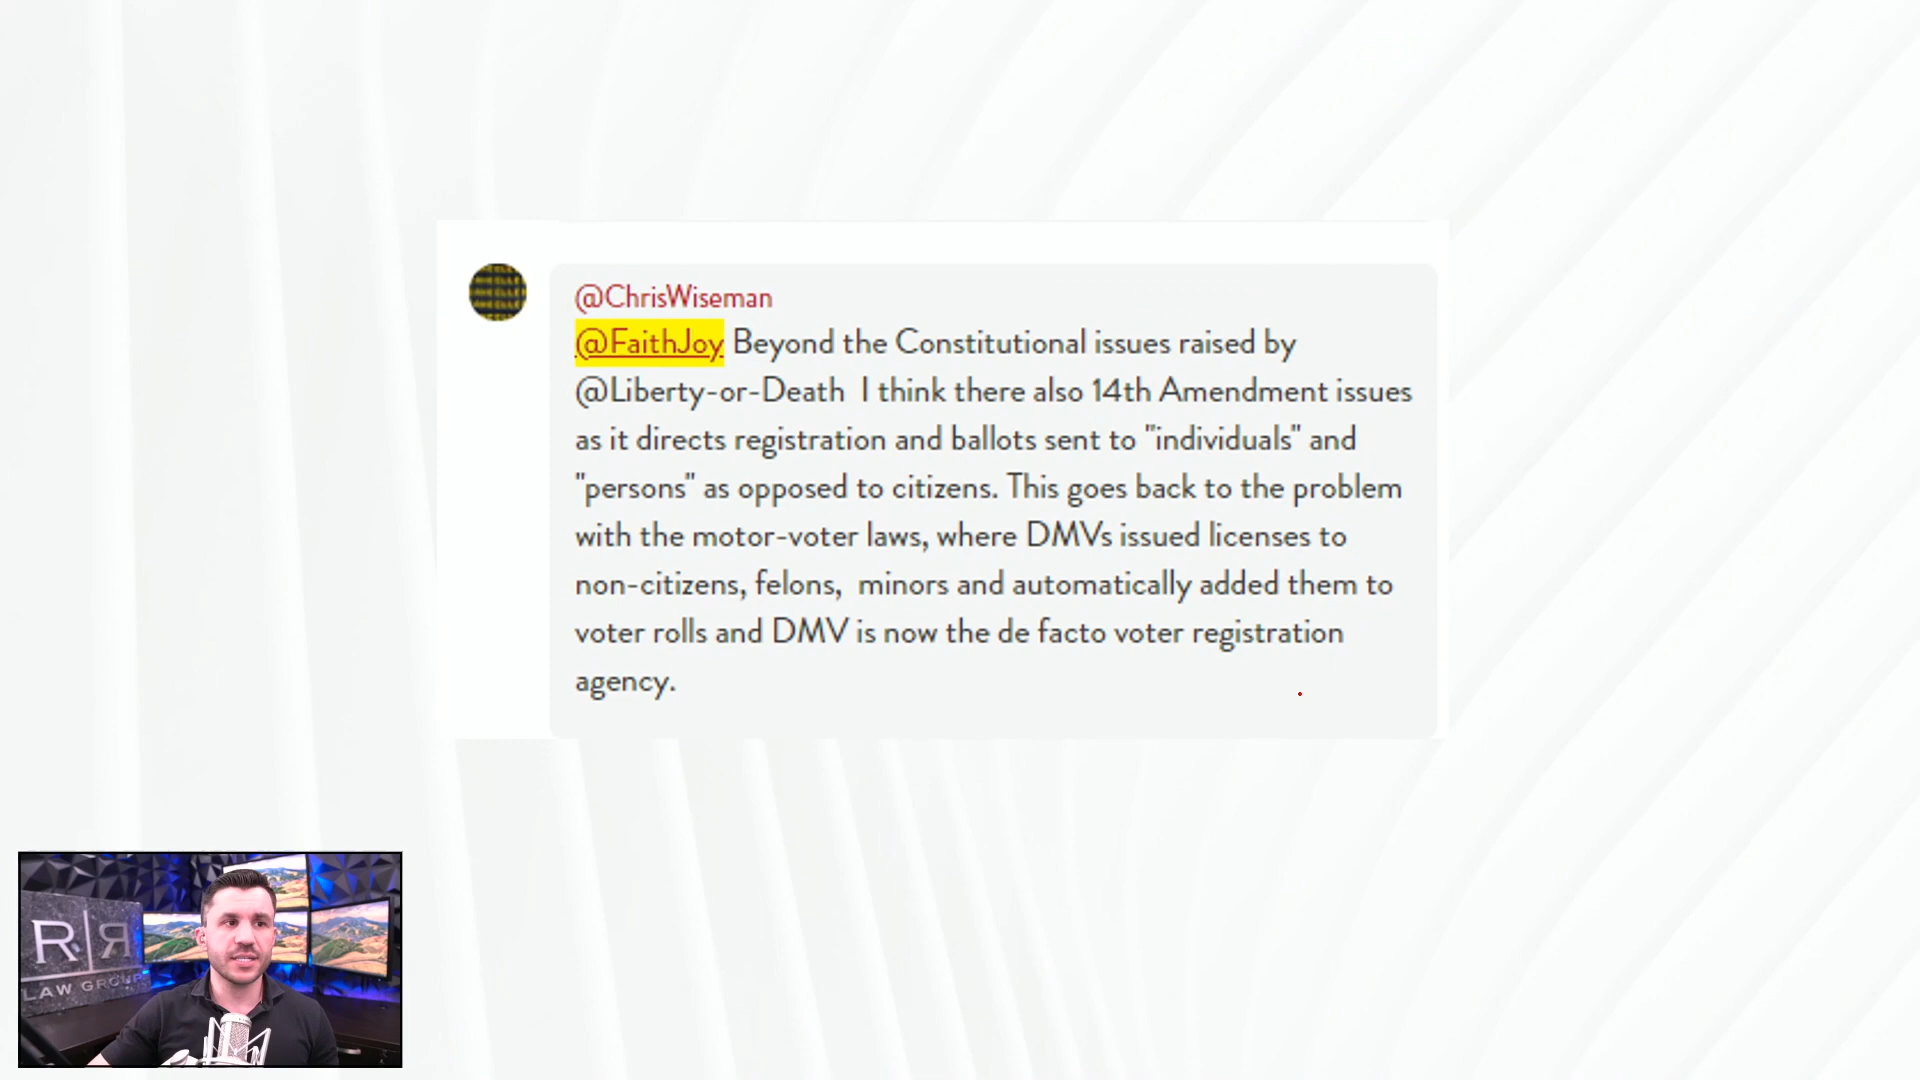 @ChrisWiseman
@FaithJoy Beyond the Constitutional issues raised by
@Liberty-or-Death I think there also 14th Amendment issues
as it directs registration and ballots sent to "individuals" and
"persons" as opposed to citizens. This goes back to the problem
with the motor-voter laws, where DMVs issued licenses to
non-citizens, felons, minors and automatically added them to
voter rolls and DMV is now the de facto voter registration
agency.
R|R
LAW GROUP